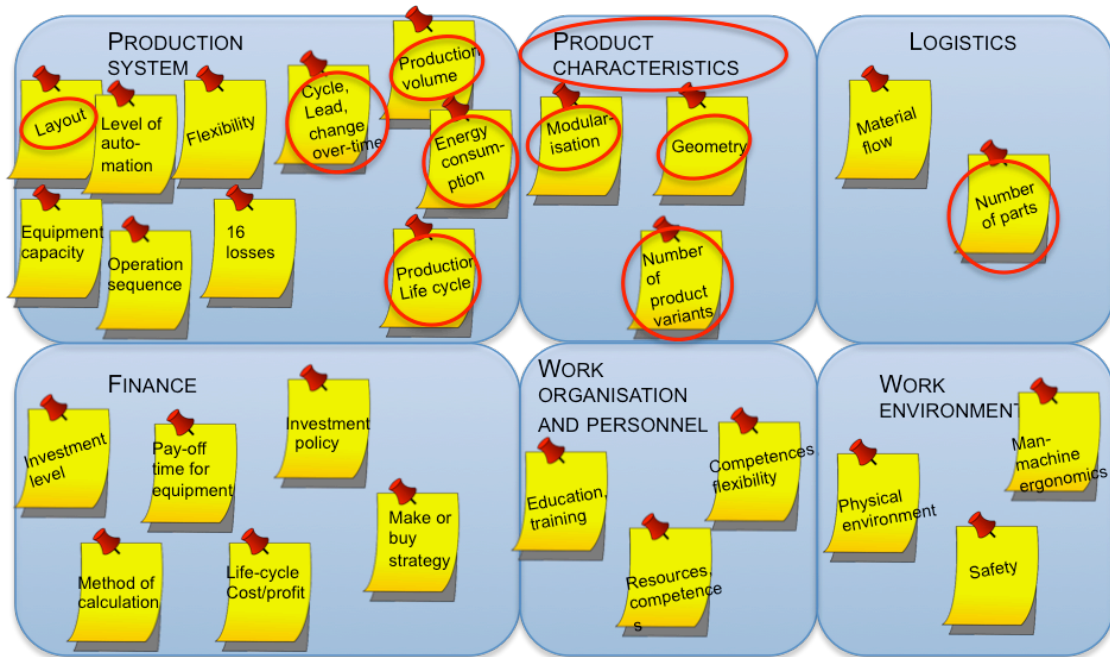 PRODUCTION
SYSTEM
Layout
Level of
auto-
mation
Flexibility
Cycle,
Lead,
change
over-time
Production
volume
Energy
consum-
ption
Equipment
capacity
Operation
sequence
16
losses
Production
Life cycle
PRODUCT
CHARACTERISTICS
Modular-
isation
Geometry
Number
of
product
variants
LOGISTICS
Material
flow
Number
of parts
FINANCE
Investment
level
Pay-off
time for
equipment
Investment
policy
Make or
buy
strategy
Method of
calculation
Life-cycle
Cost/profit
WORK
ORGANISATION
AND PERSONNEL
Education,
training
Competences
flexibility
Resources,
competence
s
WORK
ENVIRONMENT
Man-
machine
ergonomics
Physical
environment
Safety